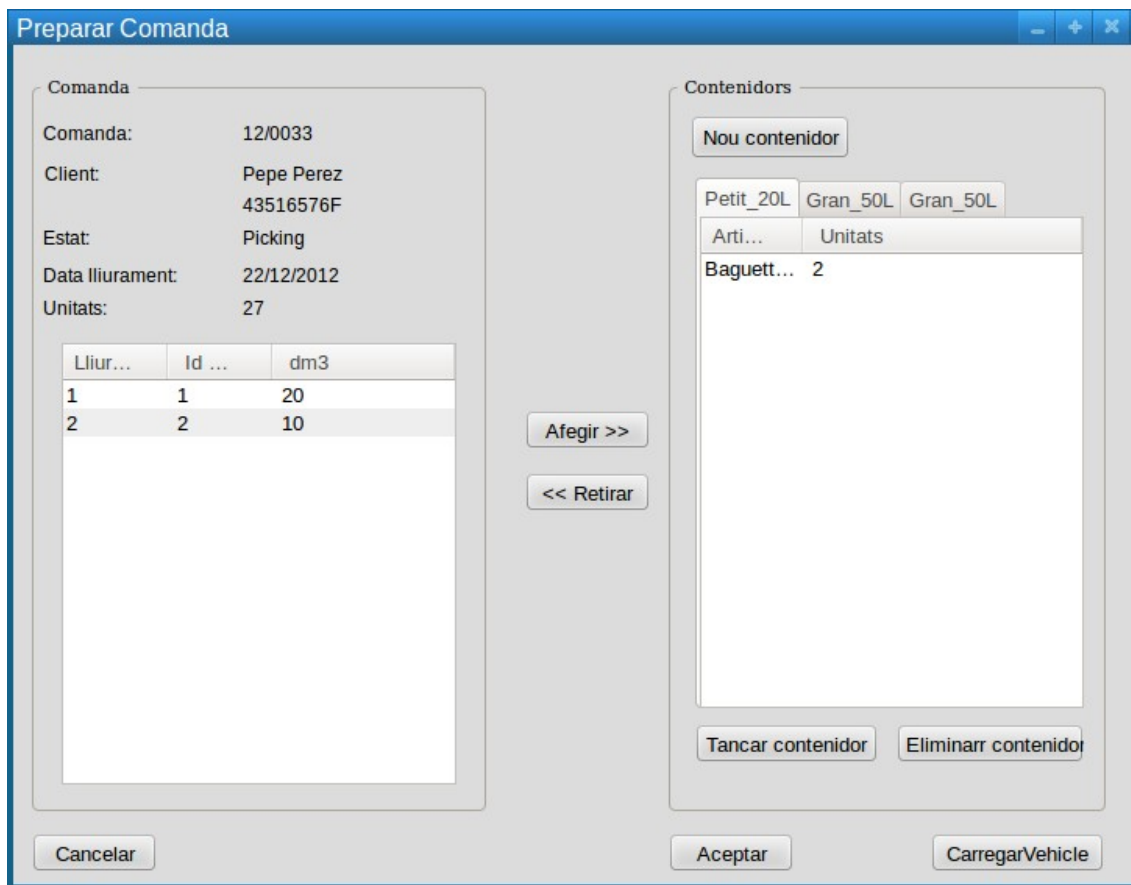 Preparar Comanda
Comanda
Comanda: 12/0033
Client: Pepe Perez
43516576F
Estat: Picking
Data lliurament: 22/12/2012
Unitats: 27
Lliur… Id … dm3
1 1 20
2 2 10
Afegir >>
<< Retirar
Contenidors
Nou contenidor
Petit_20L Gran_50L Gran_50L
Arti… Unitats
Baguett… 2
Tancar contenidor Eliminarr contenidor
Cancelar Aceptar CarregarVehicle